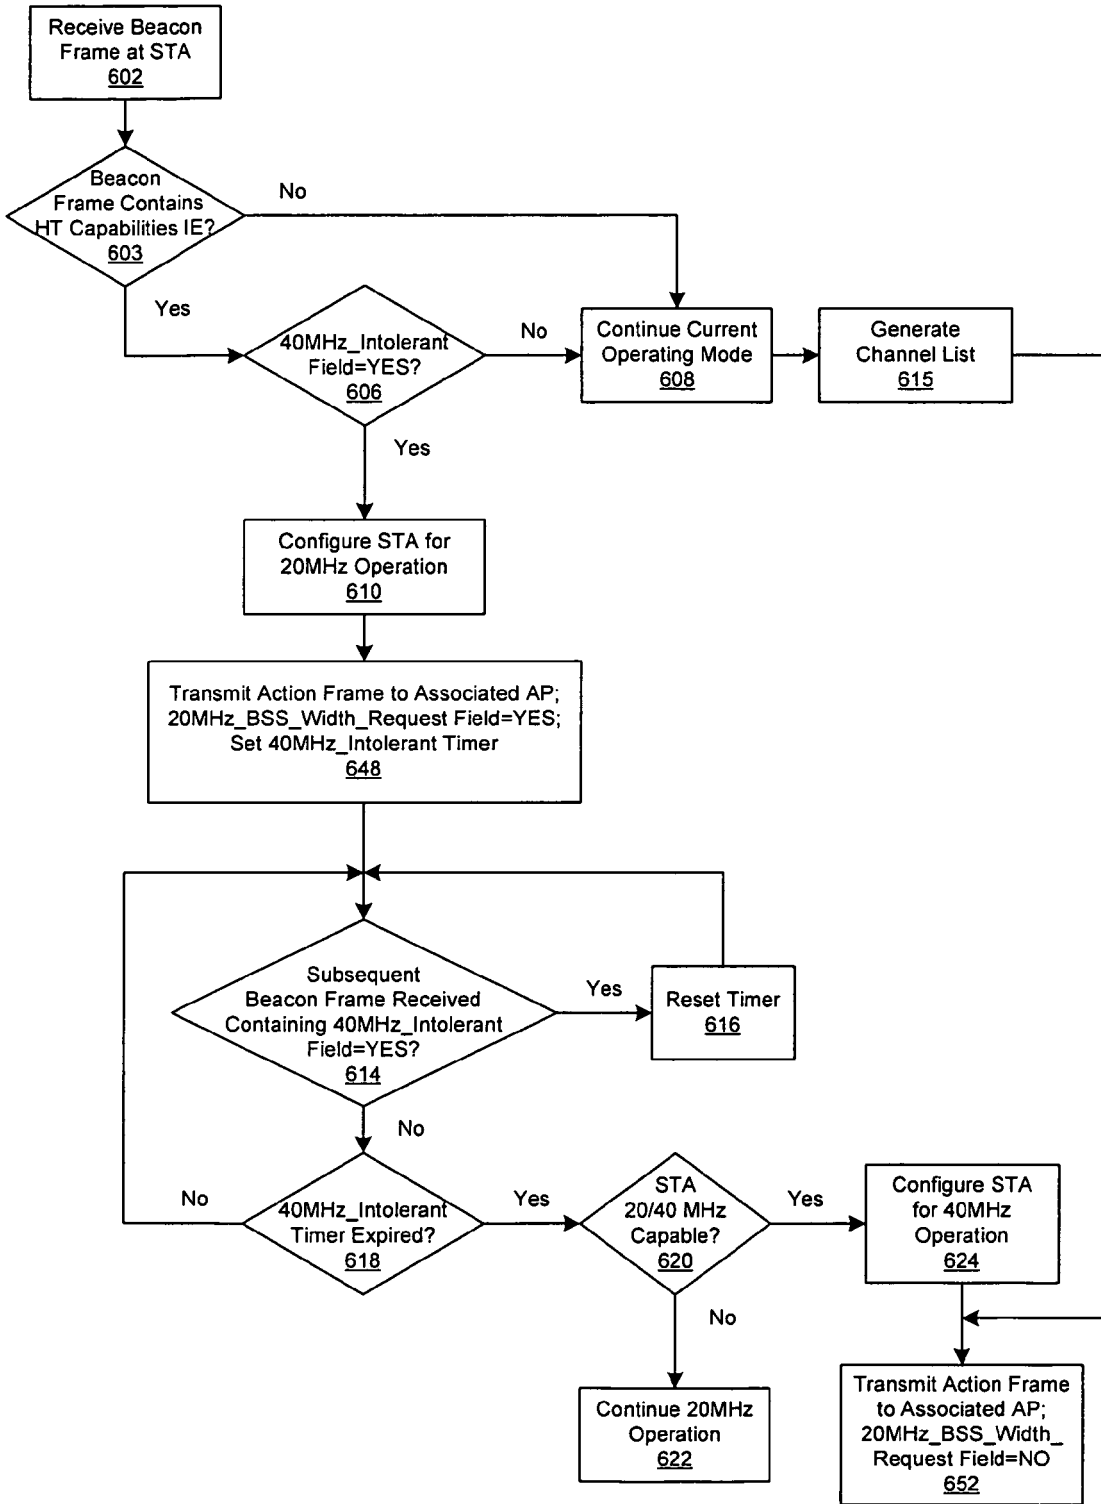 Receive Beacon
Frame at STA
602
Beacon
Frame Contains
HT Capabilities IE?
603
No
Yes
40MHz_Intolerant
Field=YES?
606
No
Continue Current
Operating Mode
608
Generate
Channel List
615
Yes
Configure STA for
20MHz Operation
610
Transmit Action Frame to Associated AP;
20MHz_BSS_Width_Request Field=YES;
Set 40MHz_Intolerant Timer
648
Subsequent
Beacon Frame Received
Containing 40MHz_Intolerant
Field=YES?
614
Yes
Reset Timer
616
No
No
40MHz_Intolerant
Timer Expired?
618
Yes
STA
20/40 MHz
Capable?
620
Yes
Configure STA
for 40MHz
Operation
624
No
Continue 20MHz
Operation
622
Transmit Action Frame
to Associated AP;
20MHz_BSS_Width_
Request Field=NO
652